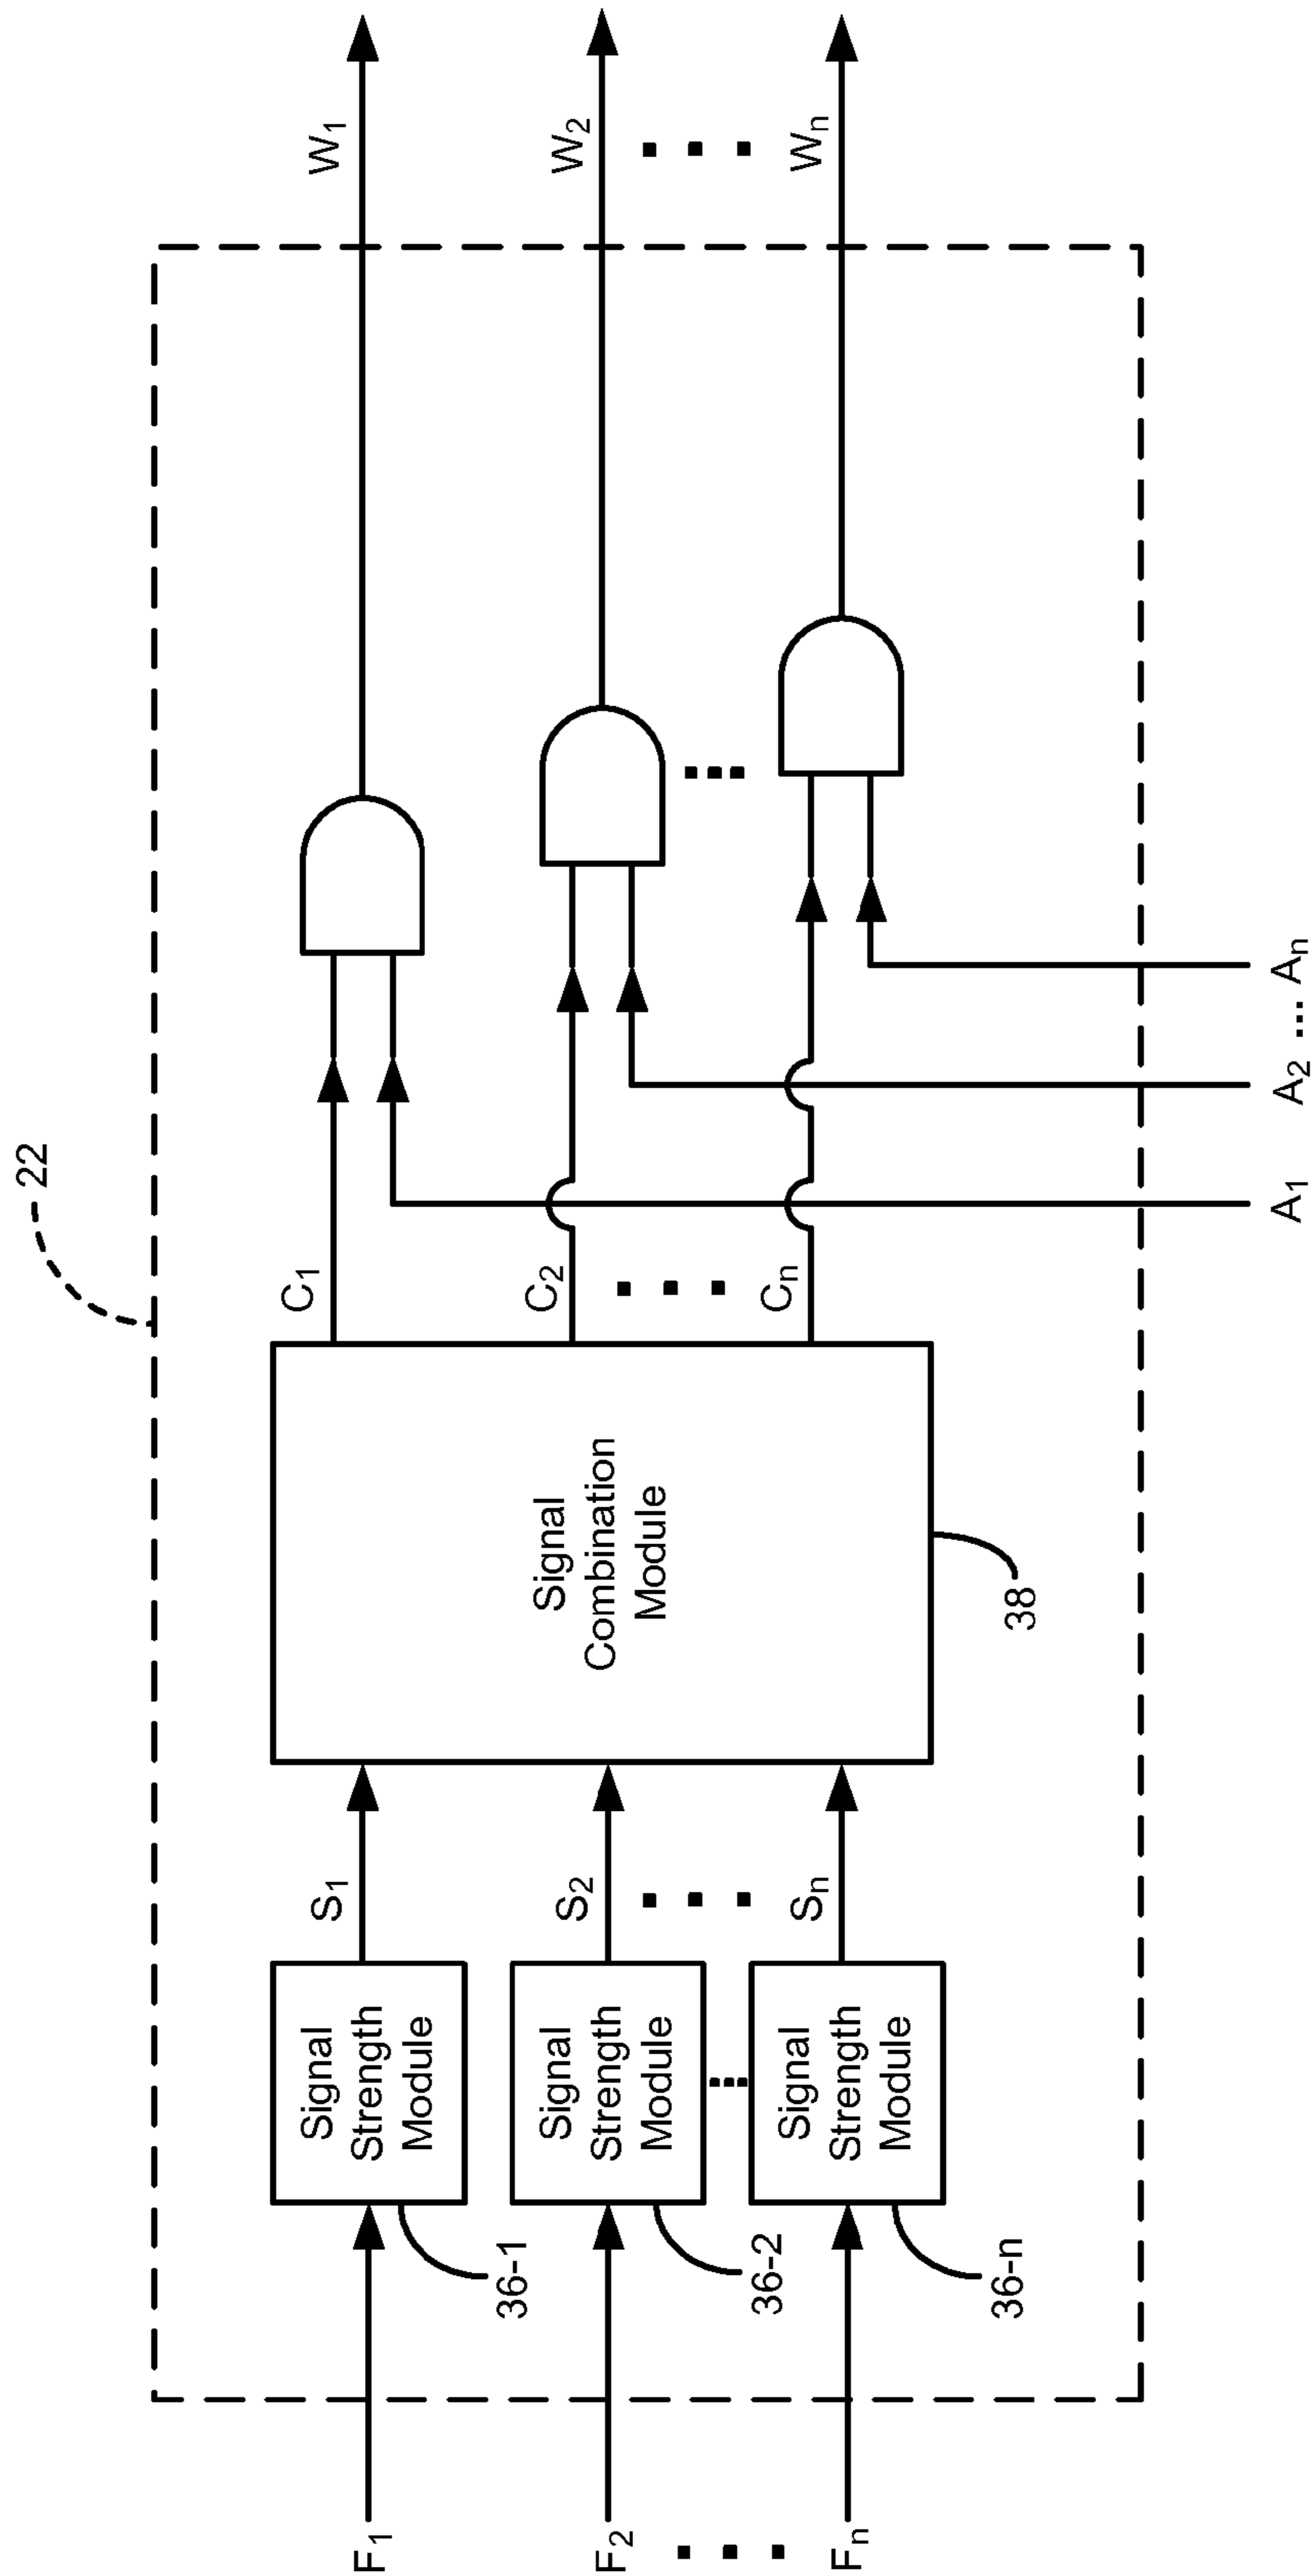 22
F1
F2
Fn
Signal
Strength
Module
Signal
Strength
Module
Signal
Strength
Module
36-1
36-2
36-n
S1
S2
Sn
Signal
Combination
Module
38
C1
C2
Cn
A1 A2 ... An
W1
W2
Wn